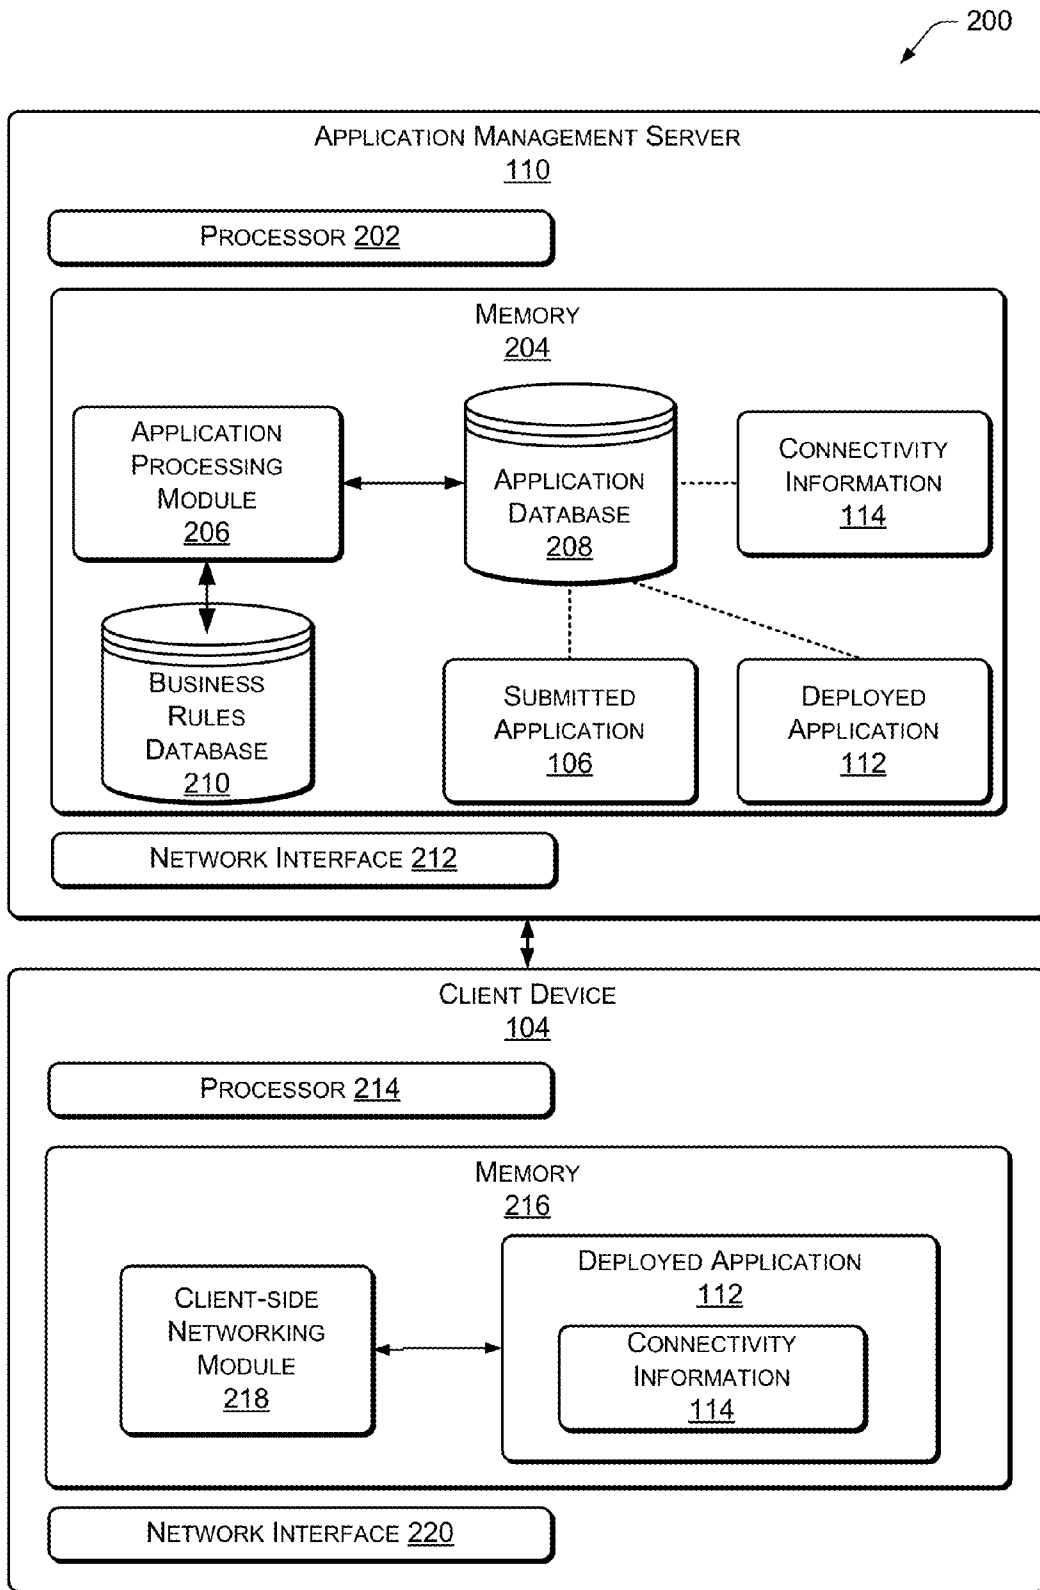 200
APPLICATION MANAGEMENT SERVER
110
PROCESSOR 202
MEMORY
204
APPLICATION
PROCESSING
MODULE
206
APPLICATION
DATABASE
208
CONNECTIVITY
INFORMATION
114
BUSINESS
RULES
DATABASE
210
SUBMITTED
APPLICATION
106
DEPLOYED
APPLICATION
112
NETWORK INTERFACE 212
CLIENT DEVICE
104
PROCESSOR 214
MEMORY
216
CLIENT-SIDE
NETWORKING
MODULE
218
DEPLOYED APPLICATION
112
CONNECTIVITY
INFORMATION
114
NETWORK INTERFACE 220